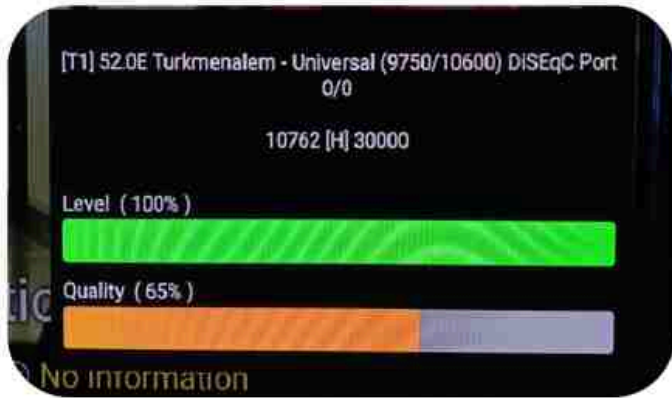 [T1] 52.0E Turkmenalem - Universal (9750/10600) DiSEqC Port
0/0
10762 [H] 30000
Level ( 100% )
Quality ( 65% )
No Information